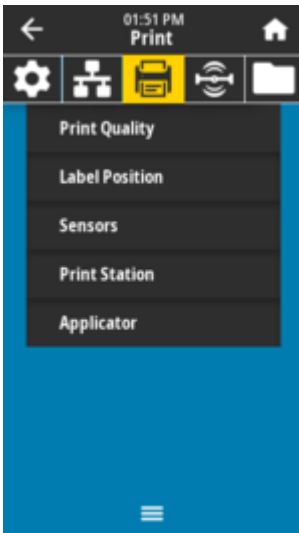 01:51 PM
Print
Print Quality
Label Position
Sensors
Print Station
Applicator